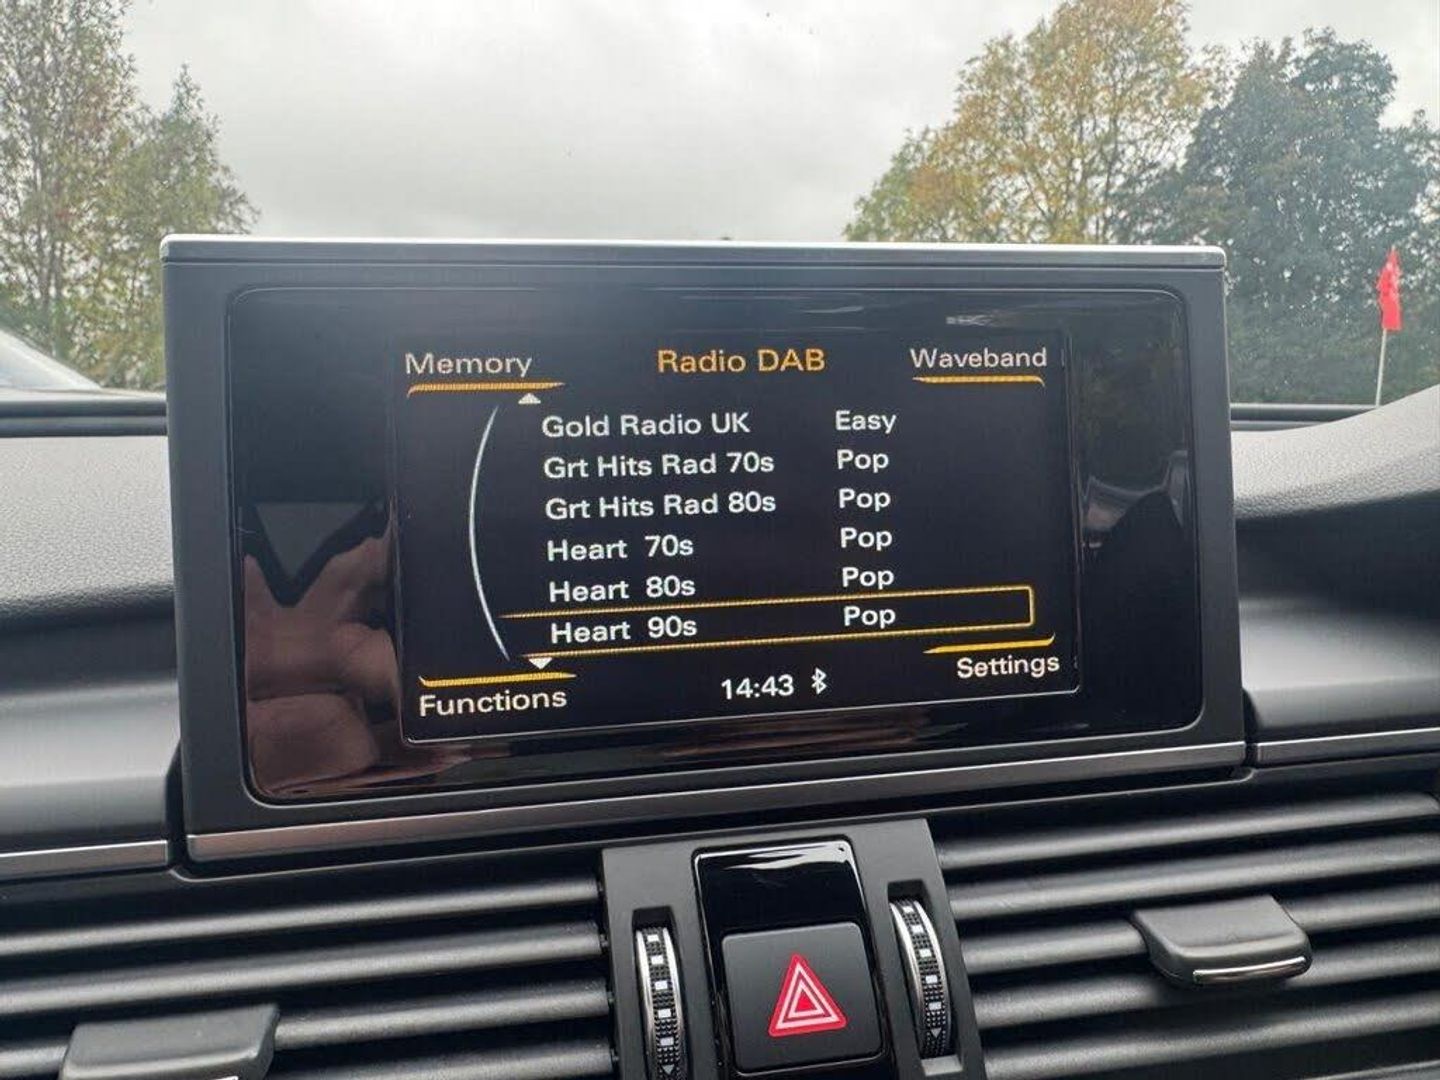 Memory Radio DAB Waveband
Gold Radio UK Easy
Grt Hits Rad 70s Pop
Grt Hits Rad 80s Pop
Heart 70s Pop
Heart 80s Pop
Heart 90s Pop
Functions 14:43 Settings